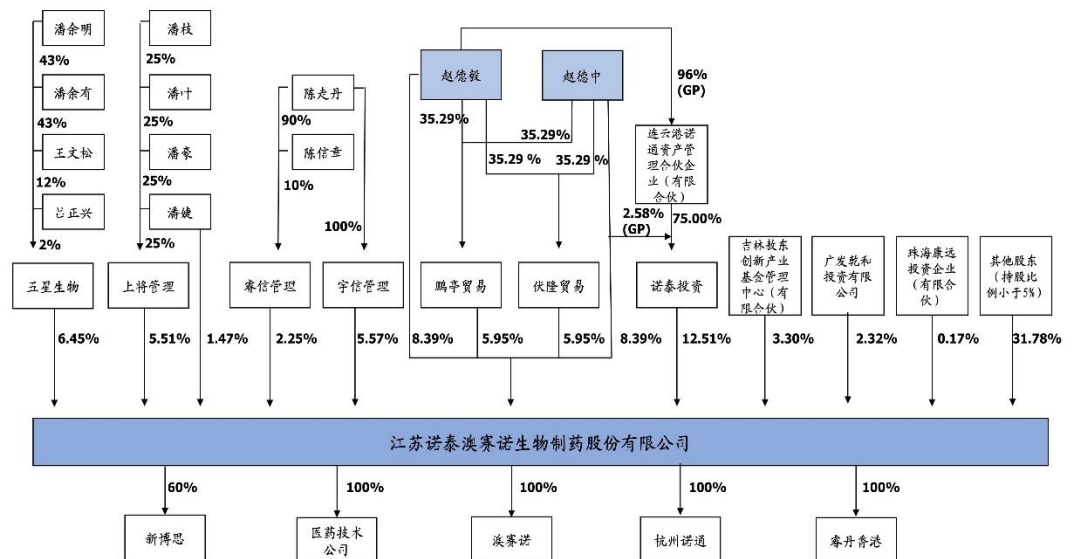 潘余明
43%
潘余有
43%
王文松
12%
吕正兴
2%
五星生物
6.45%
潘枝
25%
潘叶
25%
潘豪
25%
潘婕
25%
上将管理
5.51%
1.47%
陈走丹
90%
陈信章
10%
100%
睿信管理
2.25%
宇信管理
5.57%
赵德毅
赵德中
35.29%
35.29%
35.29 %
35.29 %
96%
(GP)
连云港诺
通资产管
理合伙企
业（有限
合伙）
2.58%
(GP)
75.00%
鹏亭贸易
伏隆贸易
诺泰投资
8.39%
5.95%
5.95%
8.39%
12.51%
吉林敖东
创新产业
基金管理
中心（有
限合伙）
3.30%
广发乾和
投资有限
公司
2.32%
珠海康远
投资企业
（有限合
伙）
0.17%
其他股东
（持股比
例小于5%）
31.78%
江苏诺泰澳赛诺生物制药股份有限公司
60%
100%
100%
100%
100%
新博思
医药技术
公司
澳赛诺
杭州诺通
睿丹香港